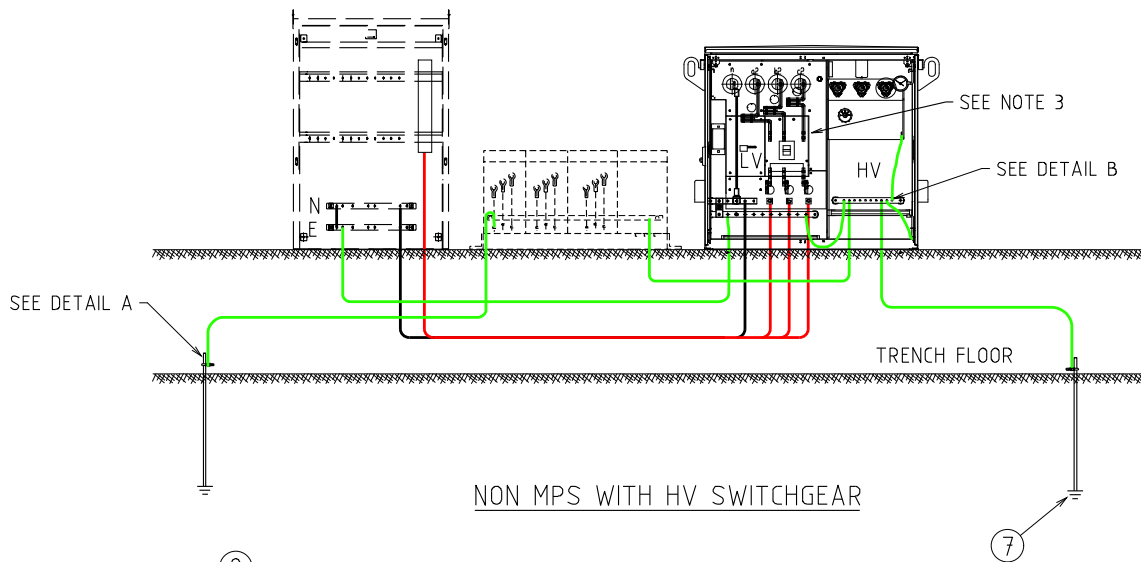 SEE NOTE 3
LV
HV
SEE DETAIL B
N
E
SEE DETAIL A
TRENCH FLOOR
NON MPS WITH HV SWITCHGEAR
7